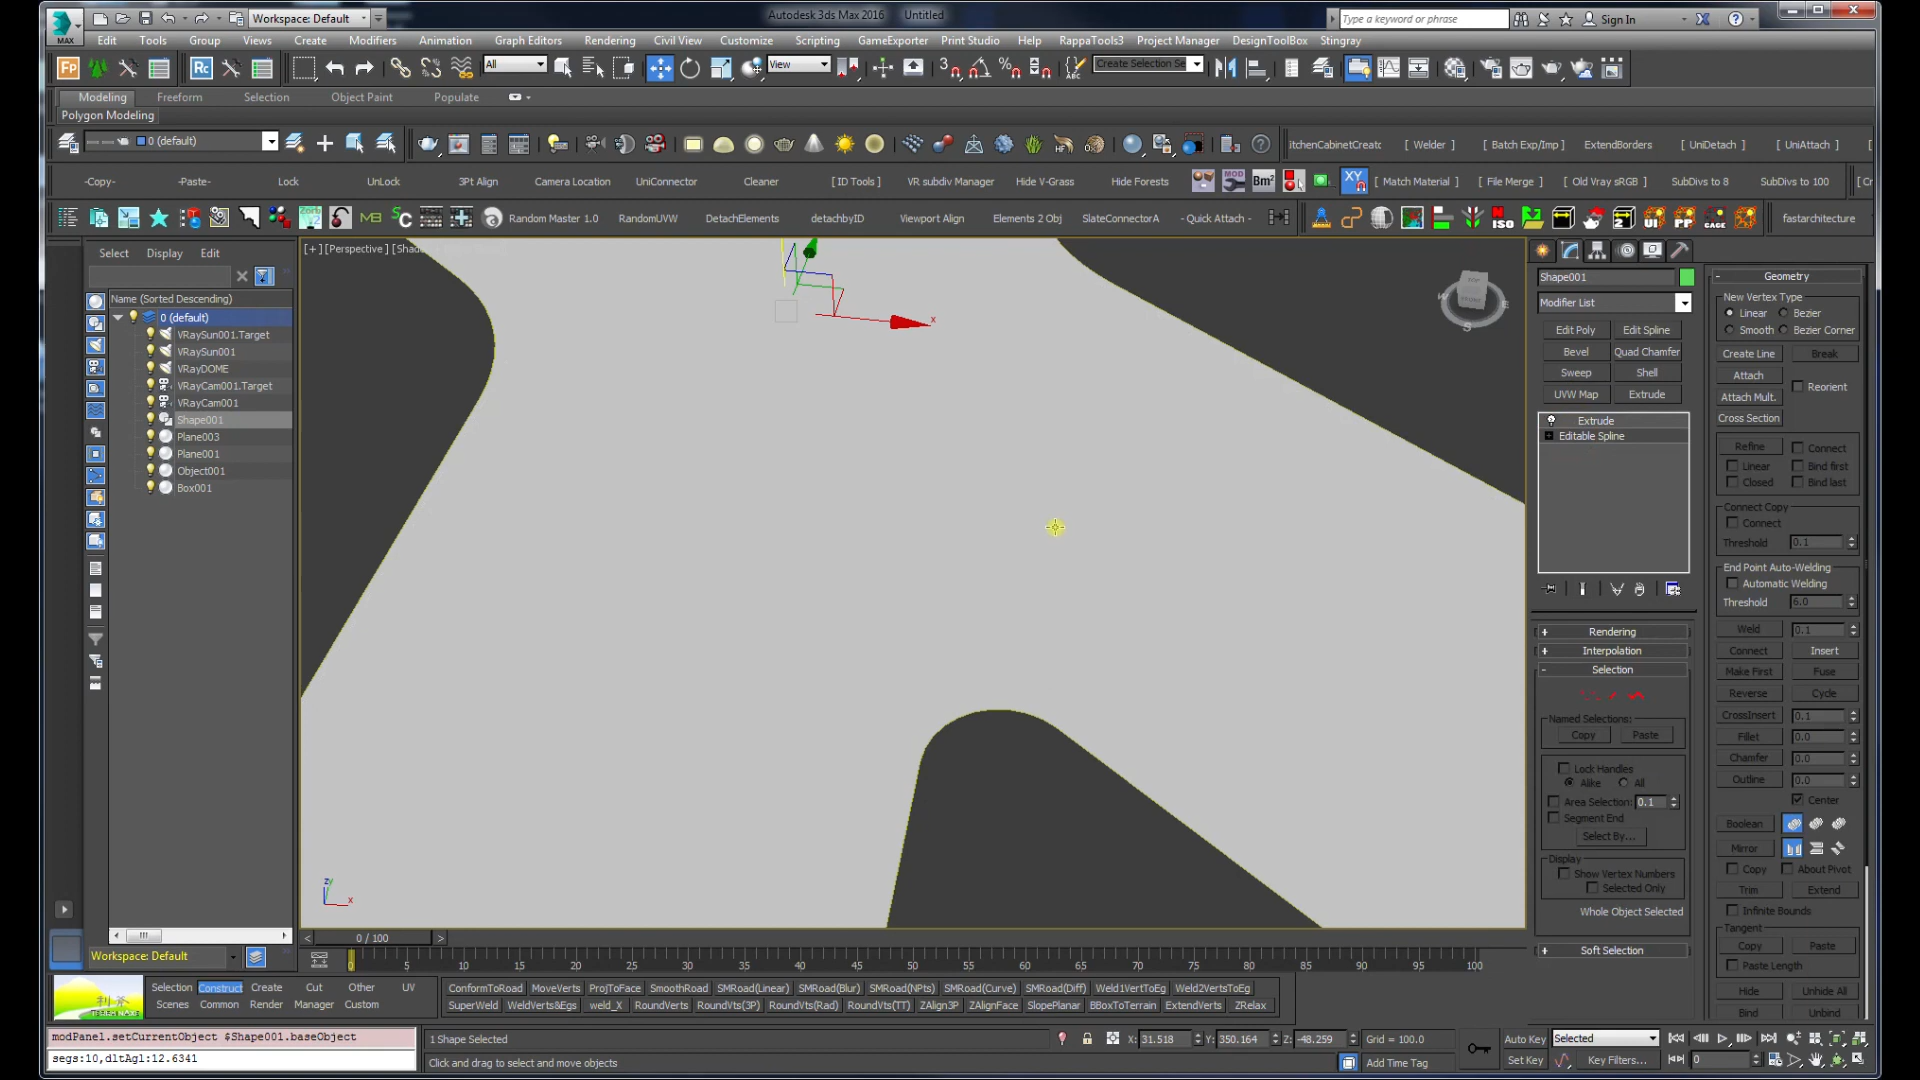 Workspace: Default
Autodesk 3ds Max 2016 Untitled
Type a keyword or phrase
Sign In
MAX
Edit Tools Group Views Create Modifiers Animation Graph Editors Rendering Civil View Customize Scripting GameExporter Print Studio Help RappaTools3 Project Manager DesignToolBox Stingray
All
View
Create Selection Se
Modeling Freeform Selection Object Paint Populate
Polygon Modeling
0 (default)
itchenCabinetCreato [ Welder ] [ Batch Exp/Imp ] ExtendBorders [ UniDetach ] [ UniAttach ]
-Copy- -Paste- Lock UnLock 3Pt Align Camera Location UniConnector Cleaner [ ID Tools ] VR subdiv Manager Hide V-Grass Hide Forests [ Match Material ] [ File Merge ] [ Old Vray sRGB ] SubDivs to 8 SubDivs to 100 [ Cr
Random Master 1.0 RandomUVW DetachElements detachbyID Viewport Align Elements 2 Obj SlateConnectorA - Quick Attach - fastarchitecture
Select Display Edit
Name (Sorted Descending)
0 (default)
VRaySun001.Target
VRaySun001
VRayDOME
VRayCam001.Target
VRayCam001
Shape001
Plane003
Plane001
Object001
Box001
[+] [Perspective] [Shad
x
TOP
FRONT
S
x
Shape001
Modifier List
Edit Poly Edit Spline
Bevel Quad Chamfer
Sweep Shell
UVW Map Extrude
Extrude
Editable Spline
Rendering
Interpolation
Selection
Named Selections:
Copy Paste
Lock Handles
Alike All
Area Selection: 0.1
Segment End
Select By...
Display
Show Vertex Numbers
Selected Only
Whole Object Selected
Soft Selection
Geometry
New Vertex Type
Linear Bezier
Smooth Bezier Corner
Create Line Break
Attach Reorient
Attach Mult.
Cross Section
Refine Connect
Linear Bind first
Closed Bind last
Connect Copy
Connect
Threshold 0.1
End Point Auto-Welding
Automatic Welding
Threshold 6.0
Weld 0.1
Connect Insert
Make First Fuse
Reverse Cycle
CrossInsert 0.1
Fillet 0.0
Chamfer 0.0
Outline 0.0
Center
Boolean
Mirror
Copy About Pivot
Trim Extend
Infinite Bounds
Tangent
Copy Paste
Paste Length
Hide Unhide All
Bind Unbind
0 / 100
Workspace: Default
0 5 10 15 20 25 30 35 40 45 50 55 60 65 70 75 80 85 90 95 100
Selection Construct Create Cut Other UV
Scenes Common Render Manager Custom
ConformToRoad MoveVerts ProjToFace SmoothRoad SMRoad(Linear) SMRoad(Blur) SMRoad(NPts) SMRoad(Curve) SMRoad(Diff) Weld1VertToEg Weld2VertsToEg
SuperWeld WeldVerts&Egs weld_X RoundVerts RoundVts(3P) RoundVts(Rad) RoundVts(TT) ZAlign3P ZAlignFace SlopePlanar BBoxToTerrain ExtendVerts ZRelax
modPanel.setCurrentObject $Shape001.baseObject
segs:10,dltAgl:12.6341
1 Shape Selected
Click and drag to select and move objects
X: 31.518 Y: 350.164 Z: -48.259 Grid = 100.0
Add Time Tag
Auto Key Selected
Set Key Key Filters... 0